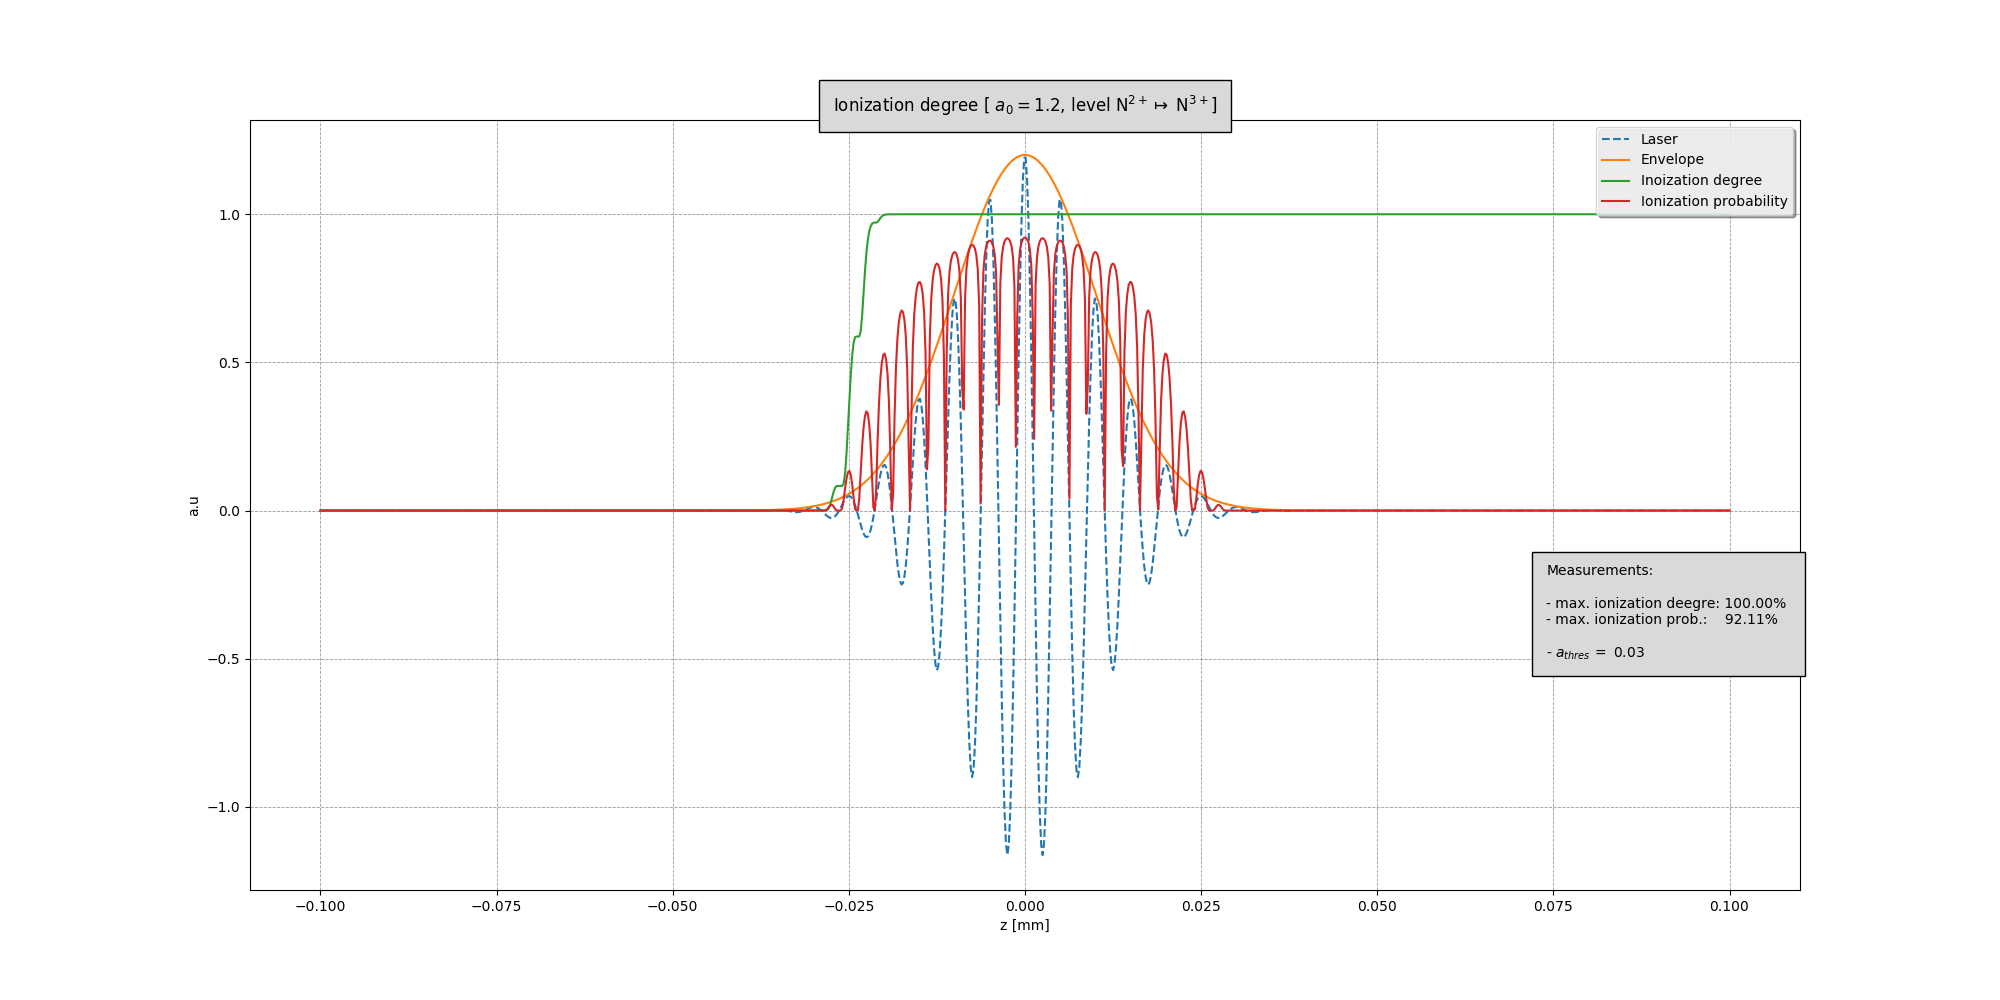 Ionization degree [ a₀ = 1.2, level N²⁺ ↦ N³⁺]
Laser
Envelope
Inoization degree
Ionization probability
1.0
0.5
0.0
−0.5
−1.0
a.u
Measurements:
- max. ionization deegre: 100.00%
- max. ionization prob.: 92.11%
- a_thres = 0.03
−0.100 −0.075 −0.050 −0.025 0.000 0.025 0.050 0.075 0.100
z [mm]